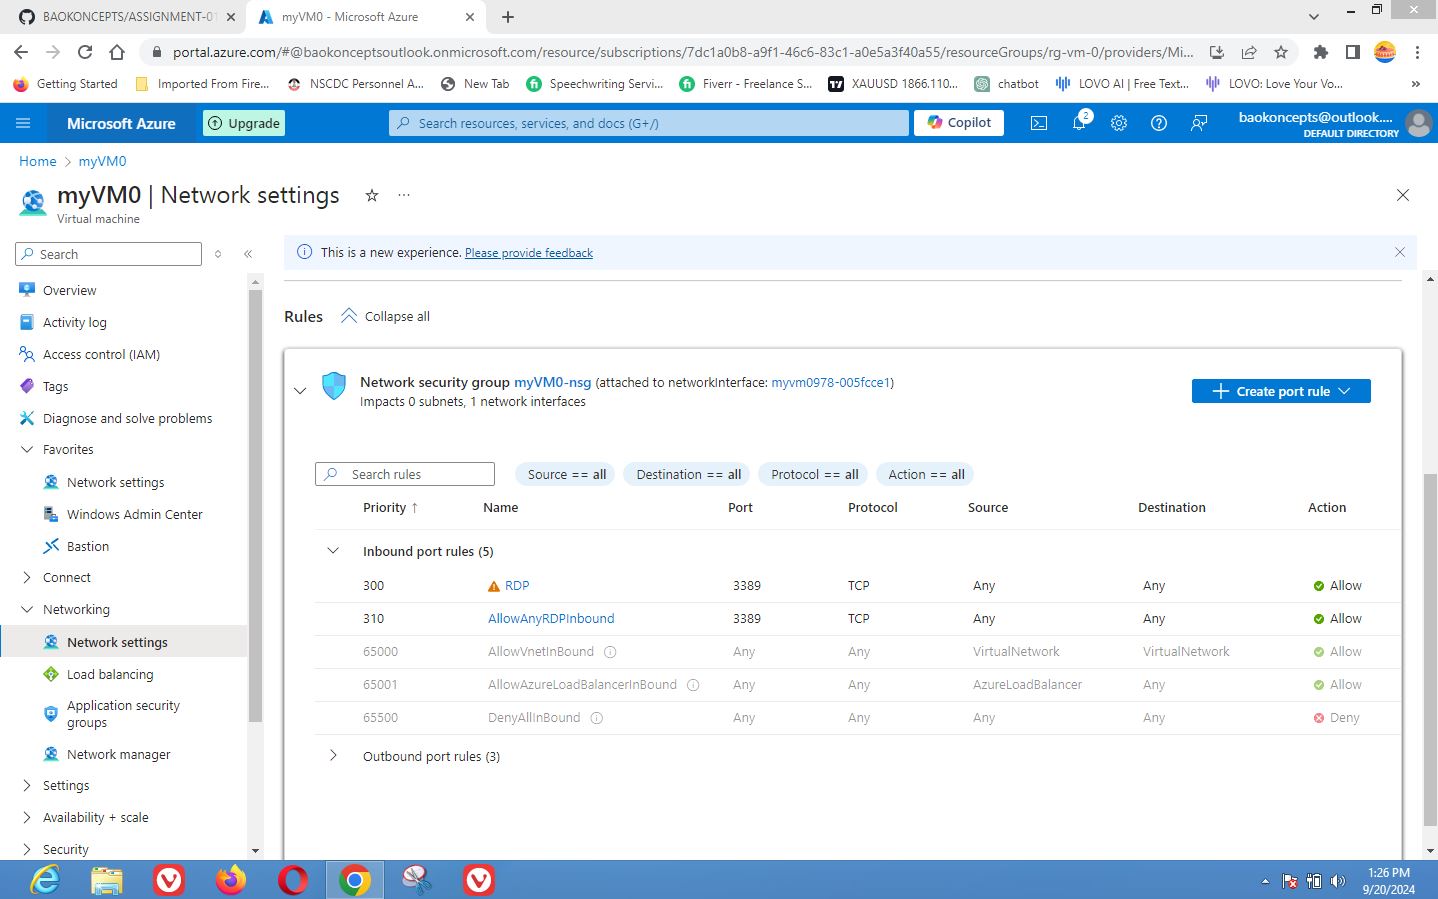 BAOKONCEPTS/ASSIGNMENT-01
myVM0 - Microsoft Azure
portal.azure.com/#@baokonceptsoutlook.onmicrosoft.com/resource/subscriptions/7dc1a0b8-a9f1-46c6-83c1-a0e5a3f40a55/resourceGroups/rg-vm-0/providers/Mi...
Getting Started Imported From Fire... NSCDC Personnel A... New Tab Speechwriting Servi... Fiverr - Freelance S... XAUUSD 1866.110... chatbot LOVO AI | Free Text... LOVO: Love Your Vo... »
Microsoft Azure Upgrade Search resources, services, and docs (G+/) Copilot 2 baokoncepts@outlook....
DEFAULT DIRECTORY
Home > myVM0
myVM0 | Network settings ☆ ...
Virtual machine
Search
This is a new experience. Please provide feedback
Overview
Activity log
Access control (IAM)
Tags
Diagnose and solve problems
Favorites
Network settings
Windows Admin Center
Bastion
Connect
Networking
Network settings
Load balancing
Application security
groups
Network manager
Settings
Availability + scale
Security
Rules Collapse all
Network security group myVM0-nsg (attached to networkInterface: myvm0978-005fcce1)
Impacts 0 subnets, 1 network interfaces
Create port rule
Search rules Source == all Destination == all Protocol == all Action == all
Priority ↑ Name Port Protocol Source Destination Action
Inbound port rules (5)
300 RDP 3389 TCP Any Any Allow
310 AllowAnyRDPInbound 3389 TCP Any Any Allow
65000 AllowVnetInBound Any Any VirtualNetwork VirtualNetwork Allow
65001 AllowAzureLoadBalancerInBound Any Any AzureLoadBalancer Any Allow
65500 DenyAllInBound Any Any Any Any Deny
Outbound port rules (3)
1:26 PM
9/20/2024